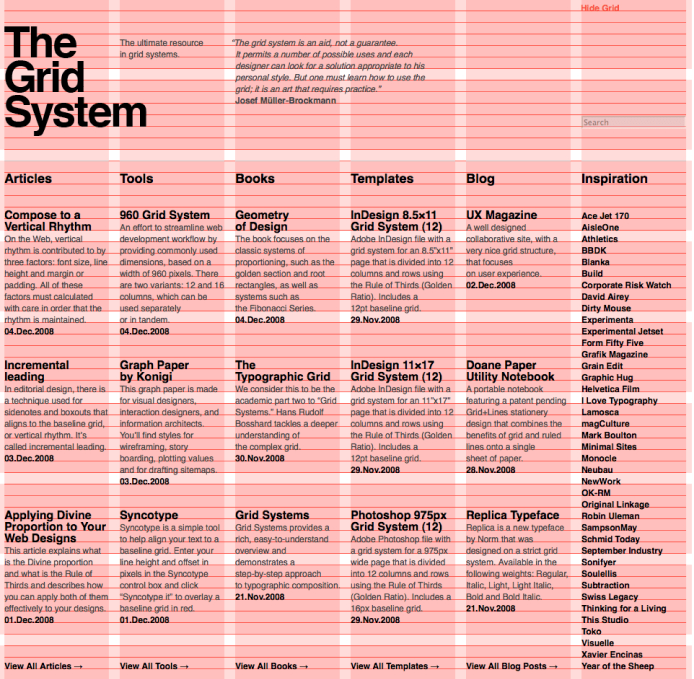 Hide Grid
The
Grid
System
The ultimate resource
in grid systems.
“The grid system is an aid, not a guarantee.
It permits a number of possible uses and each
designer can look for a solution appropriate to his
personal style. But one must learn how to use the
grid; it is an art that requires practice.”
Josef Müller-Brockmann
Search
Articles
Compose to a
Vertical Rhythm
On the Web, vertical
rhythm is contributed to by
three factors: font size, line
height and margin or
padding. All of these
factors must calculated
with care in order that the
rhythm is maintained.
04.Dec.2008
Incremental
leading
In editorial design, there is
a technique used for
sidenotes and boxouts that
aligns to the baseline grid,
or vertical rhythm. It's
called incremental leading.
03.Dec.2008
Applying Divine
Proportion to Your
Web Designs
This article explains what
is the Divine proportion
and what is the Rule of
Thirds and describes how
you can apply both of them
effectively to your designs.
01.Dec.2008
View All Articles →
Tools
960 Grid System
An effort to streamline web
development workflow by
providing commonly used
dimensions, based on a
width of 960 pixels. There
are two variants: 12 and 16
columns, which can be
used separately
or in tandem.
04.Dec.2008
Graph Paper
by Konigi
This graph paper is made
for visual designers,
interaction designers, and
information architects.
You'll find styles for
wireframing, story
boarding, plotting values
and for drafting sitemaps.
03.Dec.2008
Syncotype
Syncotype is a simple tool
to help align your text to a
baseline grid. Enter your
line height and offset in
pixels in the Syncotype
control box and click
"Syncotype it" to overlay a
baseline grid in red.
01.Dec.2008
View All Tools →
Books
Geometry
of Design
The book focuses on the
classic systems of
proportioning, such as the
golden section and root
rectangles, as well as
systems such as
the Fibonacci Series.
04.Dec.2008
The
Typographic Grid
We consider this to be the
academic part two to “Grid
Systems.” Hans Rudolf
Bosshard tackles a deeper
understanding of
the complex grid.
30.Nov.2008
Grid Systems
Grid Systems provides a
rich, easy-to-understand
overview and
demonstrates a
step-by-step approach
to typographic composition.
21.Nov.2008
View All Books →
Templates
InDesign 8.5×11
Grid System (12)
Adobe InDesign file with a
grid system for an 8.5"x11"
page that is divided into 12
columns and rows using
the Rule of Thirds (Golden
Ratio). Includes a
12pt baseline grid.
29.Nov.2008
InDesign 11×17
Grid System (12)
Adobe InDesign file with a
grid system for an 11"x17"
page that is divided into 12
columns and rows using
the Rule of Thirds (Golden
Ratio). Includes a
12pt baseline grid.
29.Nov.2008
Photoshop 975px
Grid System (12)
Adobe Photoshop file with
a grid system for a 975px
wide page that is divided
into 12 columns and rows
using the Rule of Thirds
(Golden Ratio). Includes a
16px baseline grid.
29.Nov.2008
View All Templates →
Blog
UX Magazine
A well designed
collaborative site, with a
very nice grid structure,
that focuses
on user experience.
02.Dec.2008
Doane Paper
Utility Notebook
A portable notebook
featuring a patent pending
Grid+Lines stationery
design that combines the
benefits of grid and ruled
lines onto a single
sheet of paper.
28.Nov.2008
Replica Typeface
Replica is a new typeface
by Norm that was
designed on a strict grid
system. Available in the
following weights: Regular,
Italic, Light, Light Italic,
Bold and Bold Italic.
21.Nov.2008
View All Blog Posts →
Inspiration
Ace Jet 170
AisleOne
Athletics
BBDK
Blanka
Build
Corporate Risk Watch
David Airey
Dirty Mouse
Experimenta
Experimental Jetset
Form Fifty Five
Grafik Magazine
Grain Edit
Graphic Hug
Helvetica Film
I Love Typography
Lamosca
magCulture
Mark Boulton
Minimal Sites
Monocle
Neubau
NewWork
OK-RM
Original Linkage
Robin Uleman
SampsonMay
Schmid Today
September Industry
Sonifyer
Soulellis
Subtraction
Swiss Legacy
Thinking for a Living
This Studio
Toko
Visuelle
Xavier Encinas
Year of the Sheep